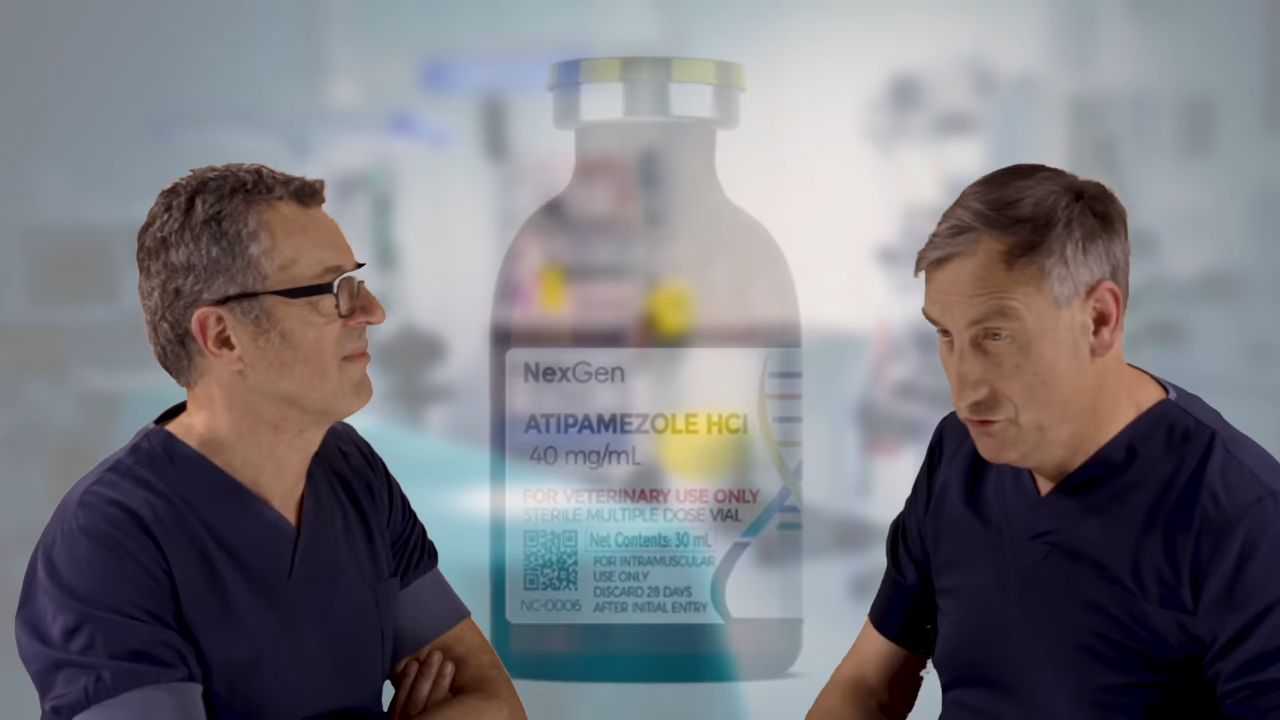 NexGen
ATIPAMEZOLE HCl
40 mg/mL
FOR VETERINARY USE ONLY
STERILE MULTIPLE DOSE VIAL
Net Contents: 30 mL
FOR INTRAMUSCULAR
USE ONLY
DISCARD 28 DAYS
AFTER INITIAL ENTRY
NC-0006